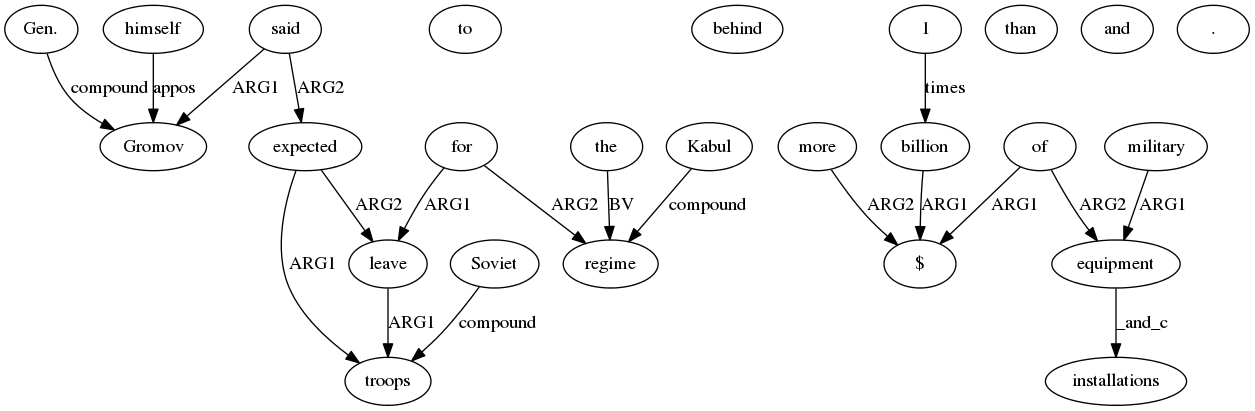 Gen. himself said to behind 1 than and .
compound appos ARG1 ARG2 times
Gromov expected for the Kabul more billion of military
ARG2 ARG1 ARG2 BV compound ARG2 ARG1 ARG1 ARG2 ARG1
ARG1 leave Soviet regime $ equipment
ARG1 compound _and_c
troops installations